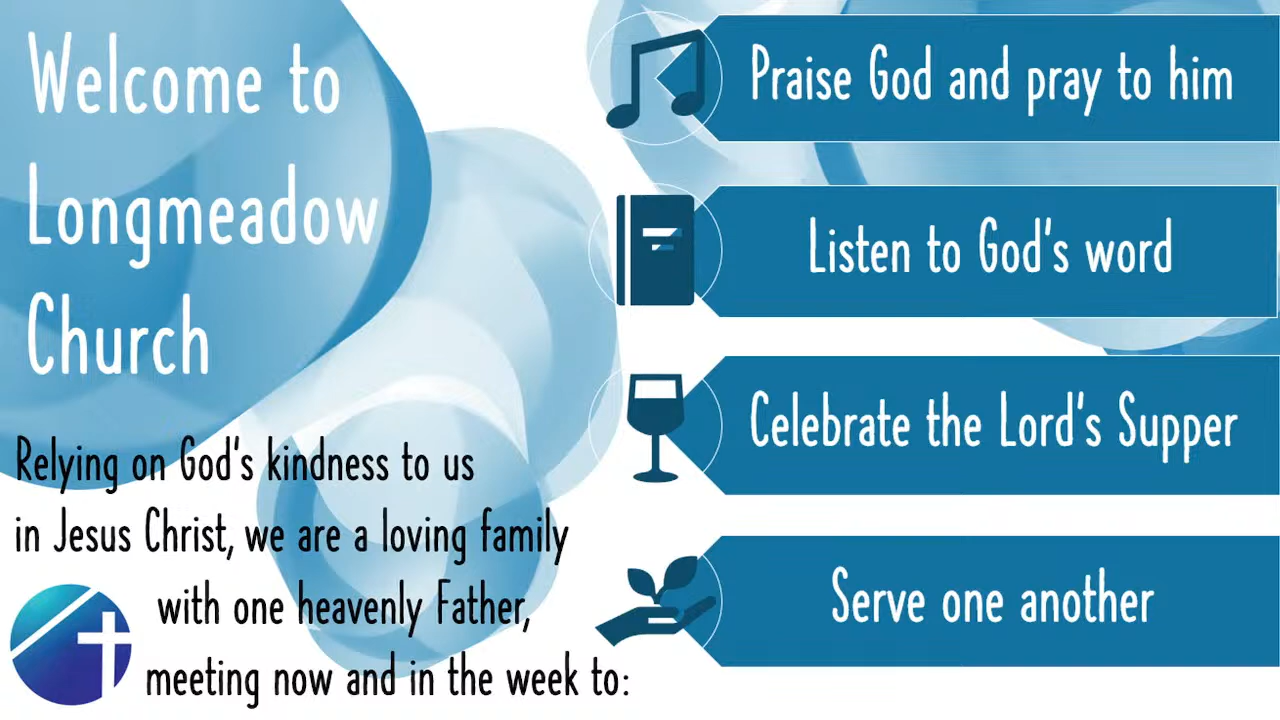 Welcome to
Longmeadow
Church
Relying on God's kindness to us
in Jesus Christ, we are a loving family
with one heavenly Father,
meeting now and in the week to:
Praise God and pray to him
Listen to God's word
Celebrate the Lord's Supper
Serve one another